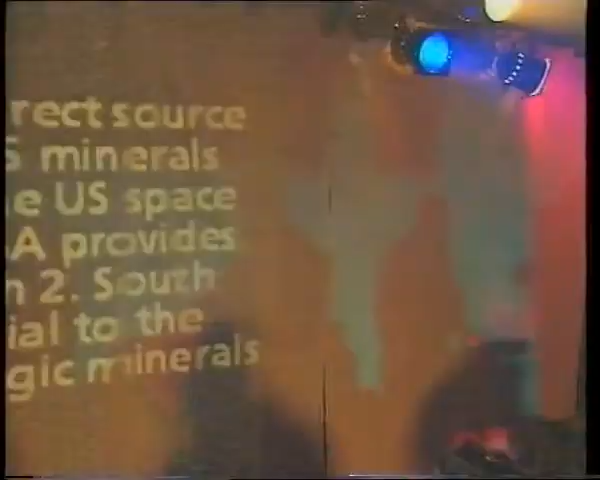 rect source
S minerals
e US space
A provides
n 2. South
ial to the
gic minerals